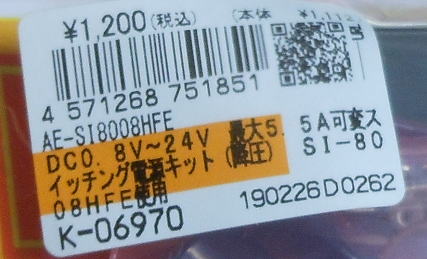 ¥1,200(税込) (本体 ¥1,112
4 571268 751851
AE-SI8008HFE
DC0.8V~24V 最大5.5A可変ス
イッチング電源キット(降圧) SI-80
08HFE使用
190226D0262
K-06970